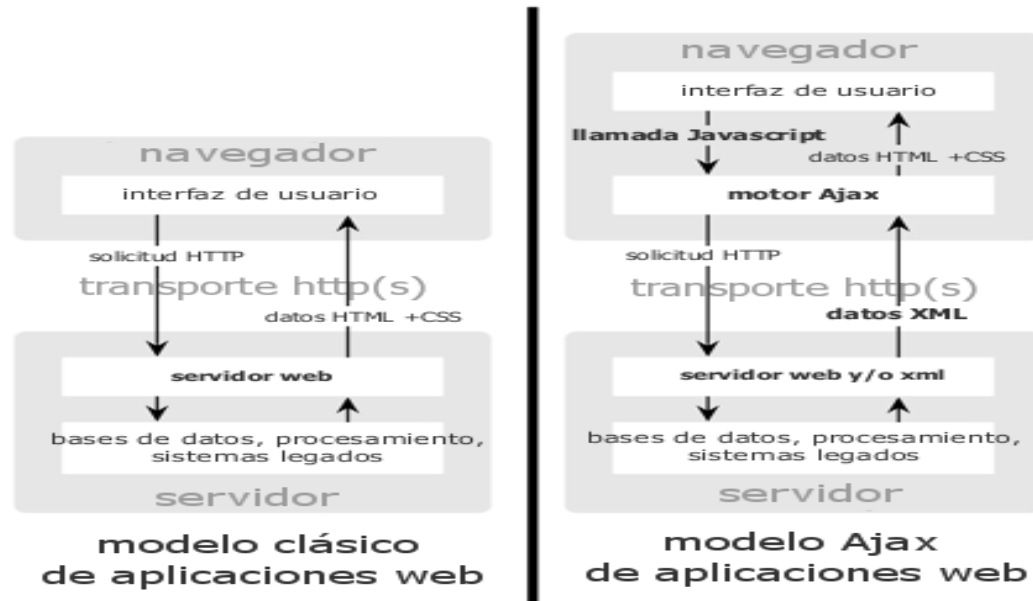 navegador
interfaz de usuario
solicitud HTTP
transporte http(s)
datos HTML +CSS
servidor web
bases de datos, procesamiento,
sistemas legados
servidor
modelo clásico
de aplicaciones web
navegador
interfaz de usuario
llamada Javascript
datos HTML +CSS
motor Ajax
solicitud HTTP
transporte http(s)
datos XML
servidor web y/o xml
bases de datos, procesamiento,
sistemas legados
servidor
modelo Ajax
de aplicaciones web